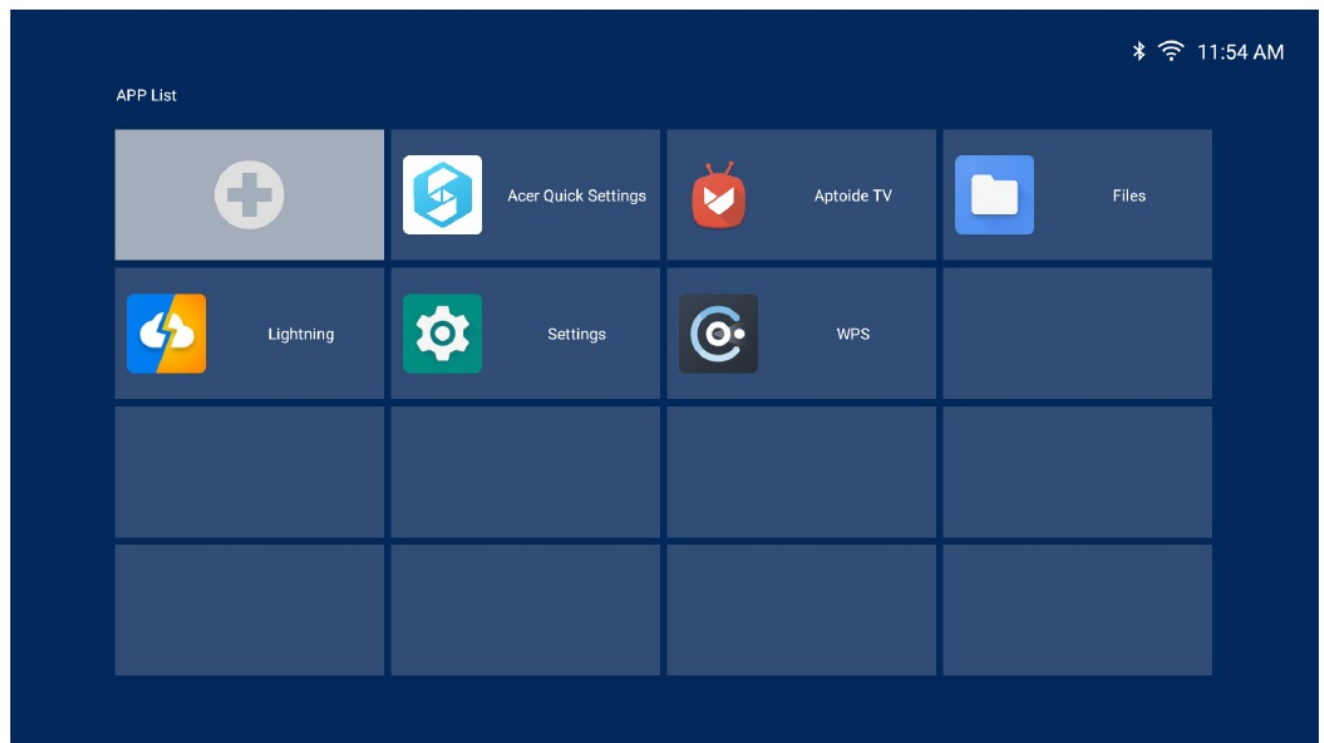 11:54 AM
APP List
Acer Quick Settings
Aptoide TV
Files
Lightning
Settings
WPS